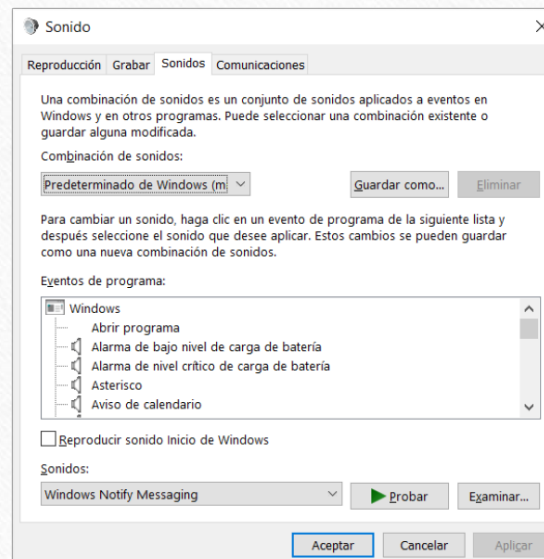 Sonido
Reproducción Grabar Sonidos Comunicaciones
Una combinación de sonidos es un conjunto de sonidos aplicados a eventos en
Windows y en otros programas. Puede seleccionar una combinación existente o
guardar alguna modificada.
Combinación de sonidos:
Predeterminado de Windows (m Guardar como... Eliminar
Para cambiar un sonido, haga clic en un evento de programa de la siguiente lista y
después seleccione el sonido que desee aplicar. Estos cambios se pueden guardar
como una nueva combinación de sonidos.
Eventos de programa:
Windows
Abrir programa
Alarma de bajo nivel de carga de batería
Alarma de nivel crítico de carga de batería
Asterisco
Aviso de calendario
Reproducir sonido Inicio de Windows
Sonidos:
Windows Notify Messaging Probar Examinar...
Aceptar Cancelar Aplicar